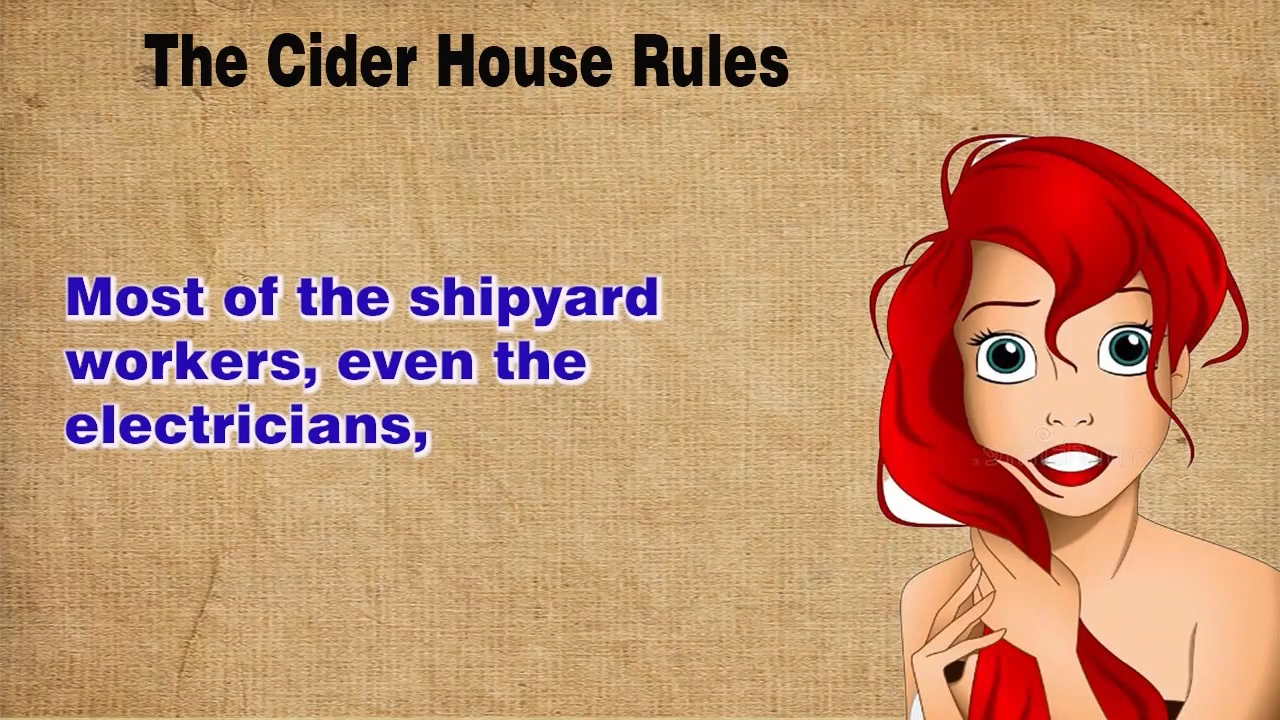 The Cider House Rules
Most of the shipyard
workers, even the
electricians,